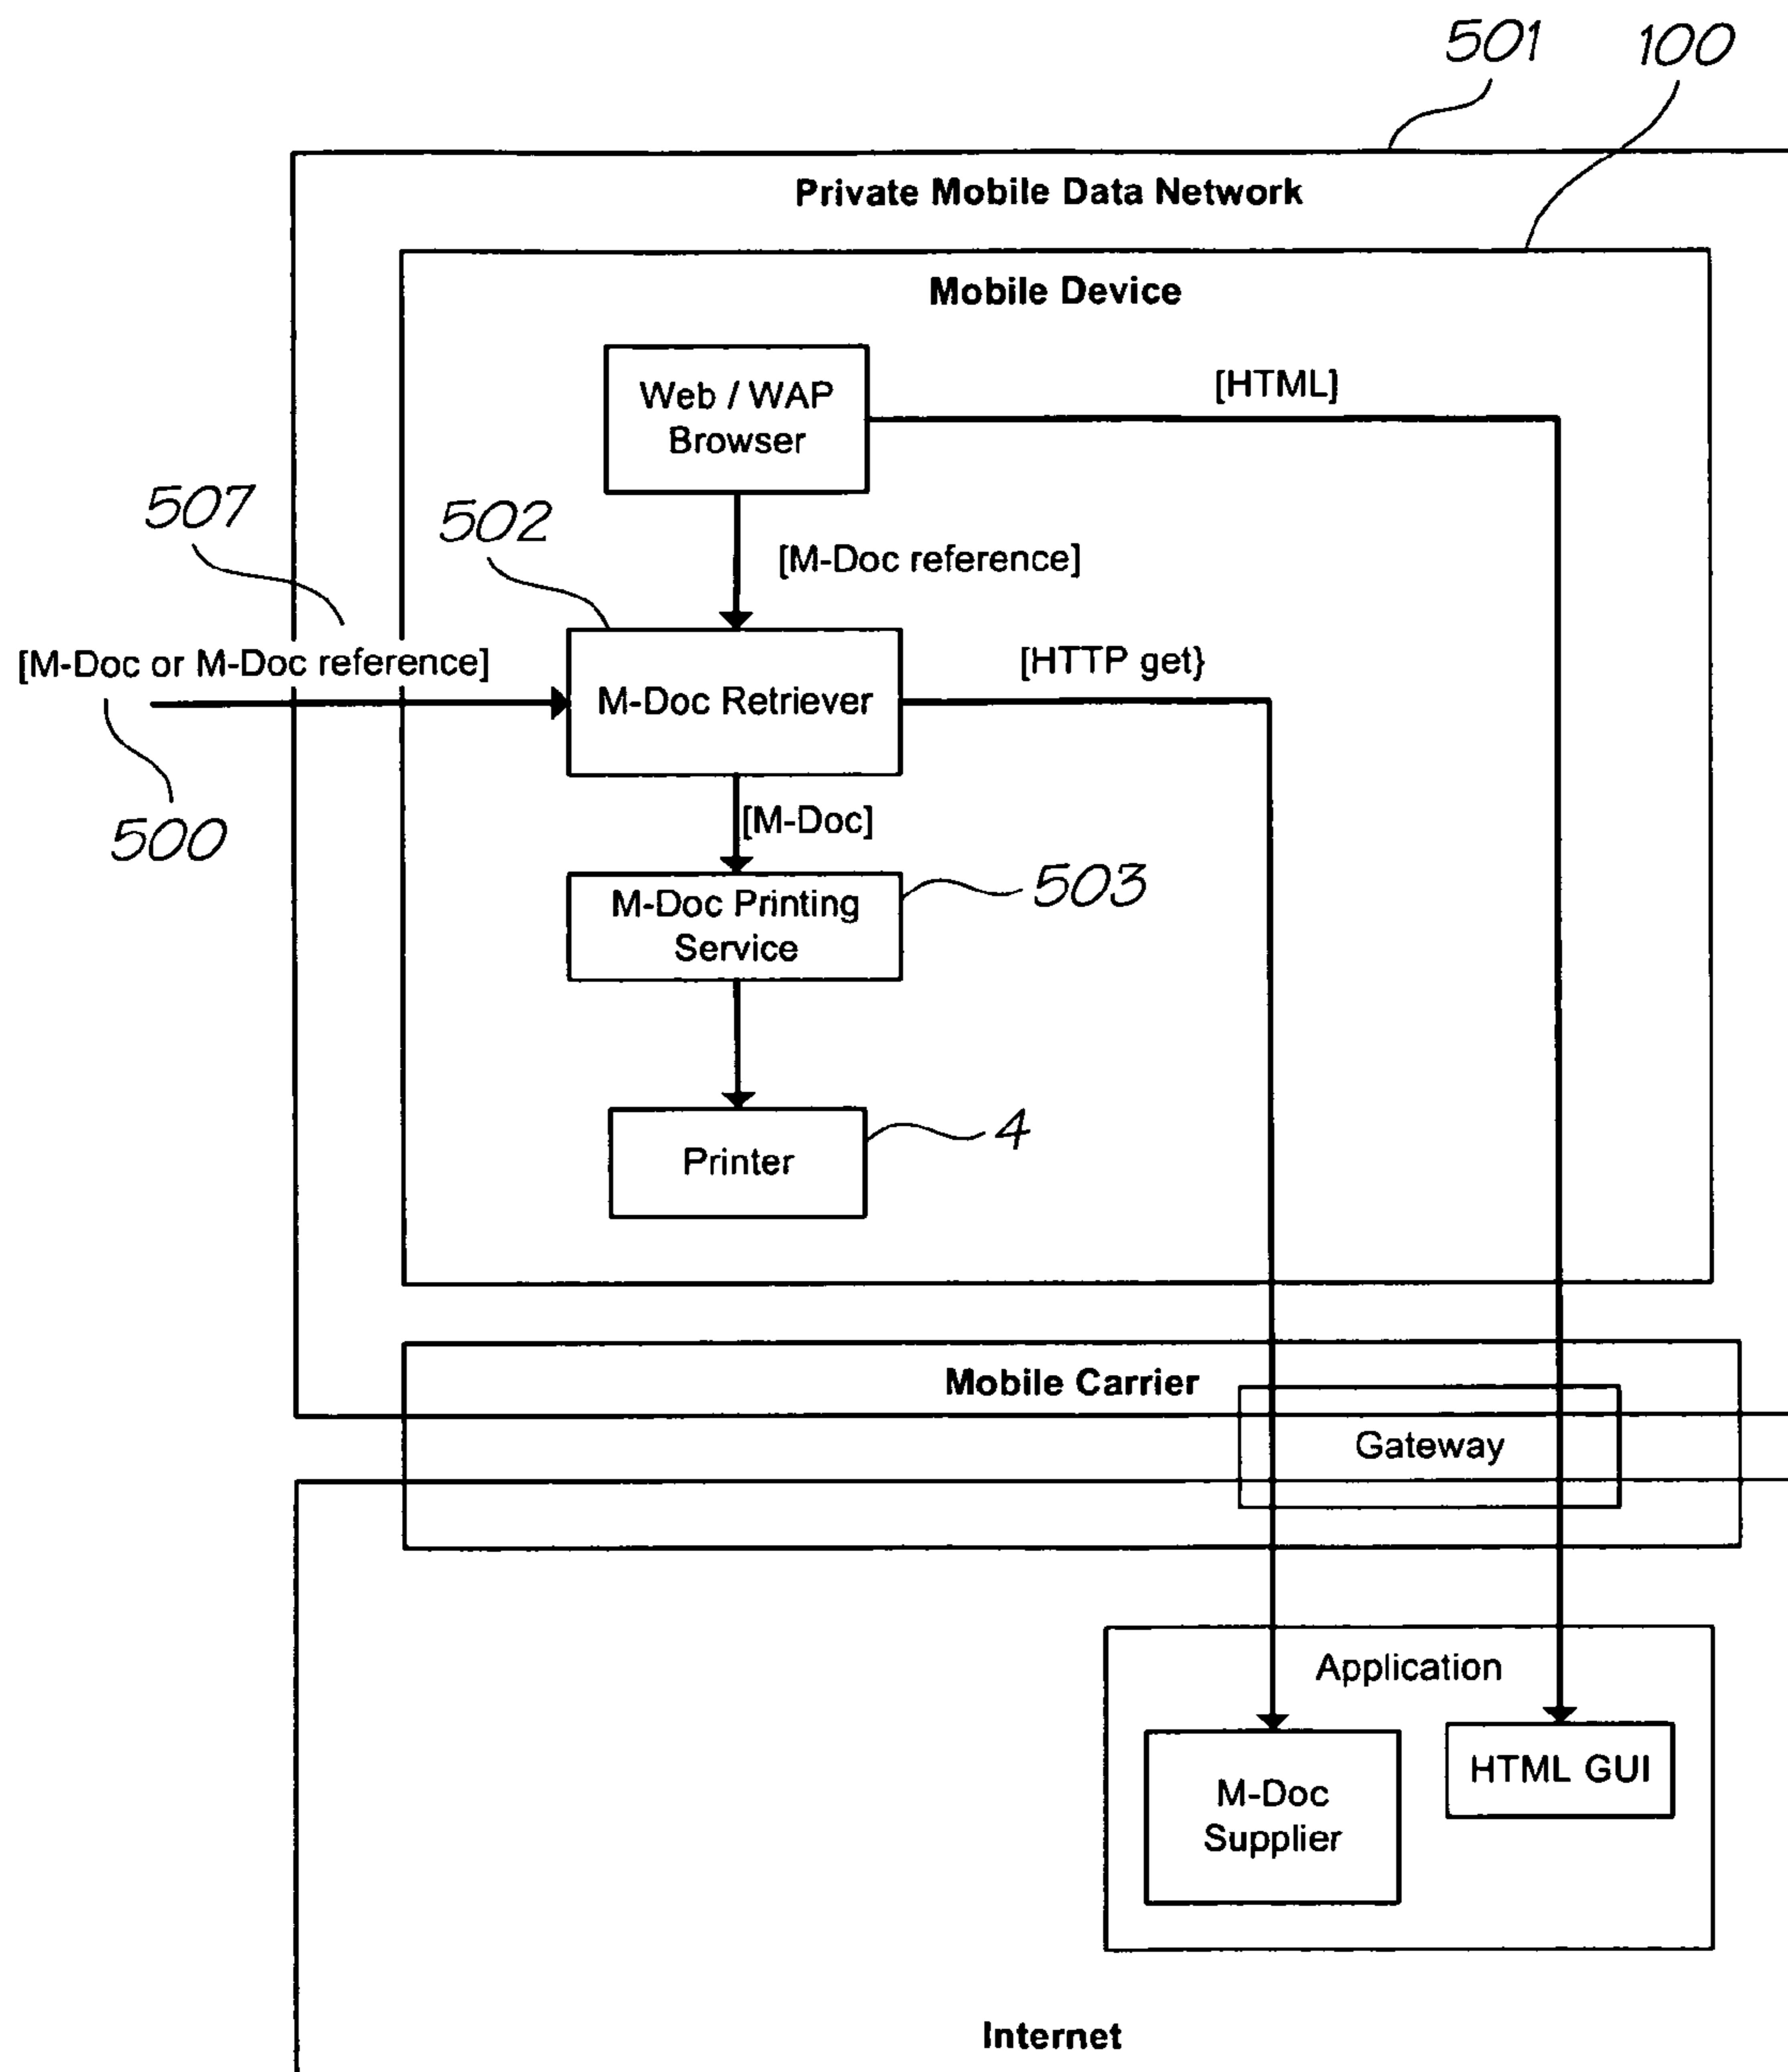 501
100
Private Mobile Data Network
Mobile Device
Web / WAP
Browser
[HTML]
507
502
[M-Doc reference]
[M-Doc or M-Doc reference]
M-Doc Retriever
[HTTP get}
500
[M-Doc]
M-Doc Printing
Service
503
Printer
4
Mobile Carrier
Gateway
Application
M-Doc
Supplier
HTML GUI
Internet